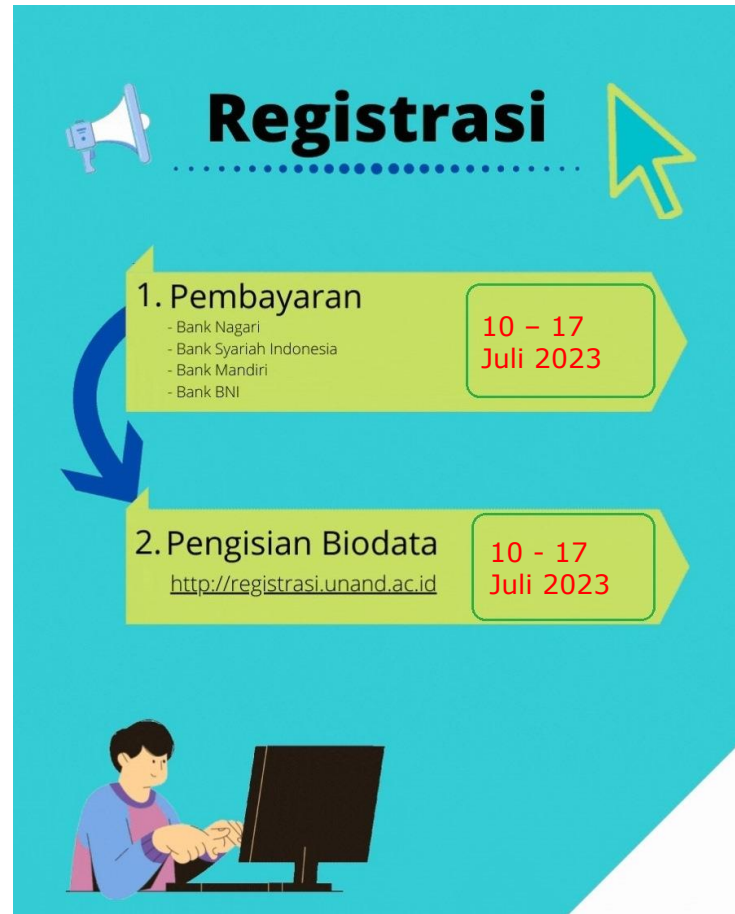 Registrasi
1. Pembayaran
- Bank Nagari
- Bank Syariah Indonesia
- Bank Mandiri
- Bank BNI
10 – 17
Juli 2023
2. Pengisian Biodata
http://registrasi.unand.ac.id
10 - 17
Juli 2023